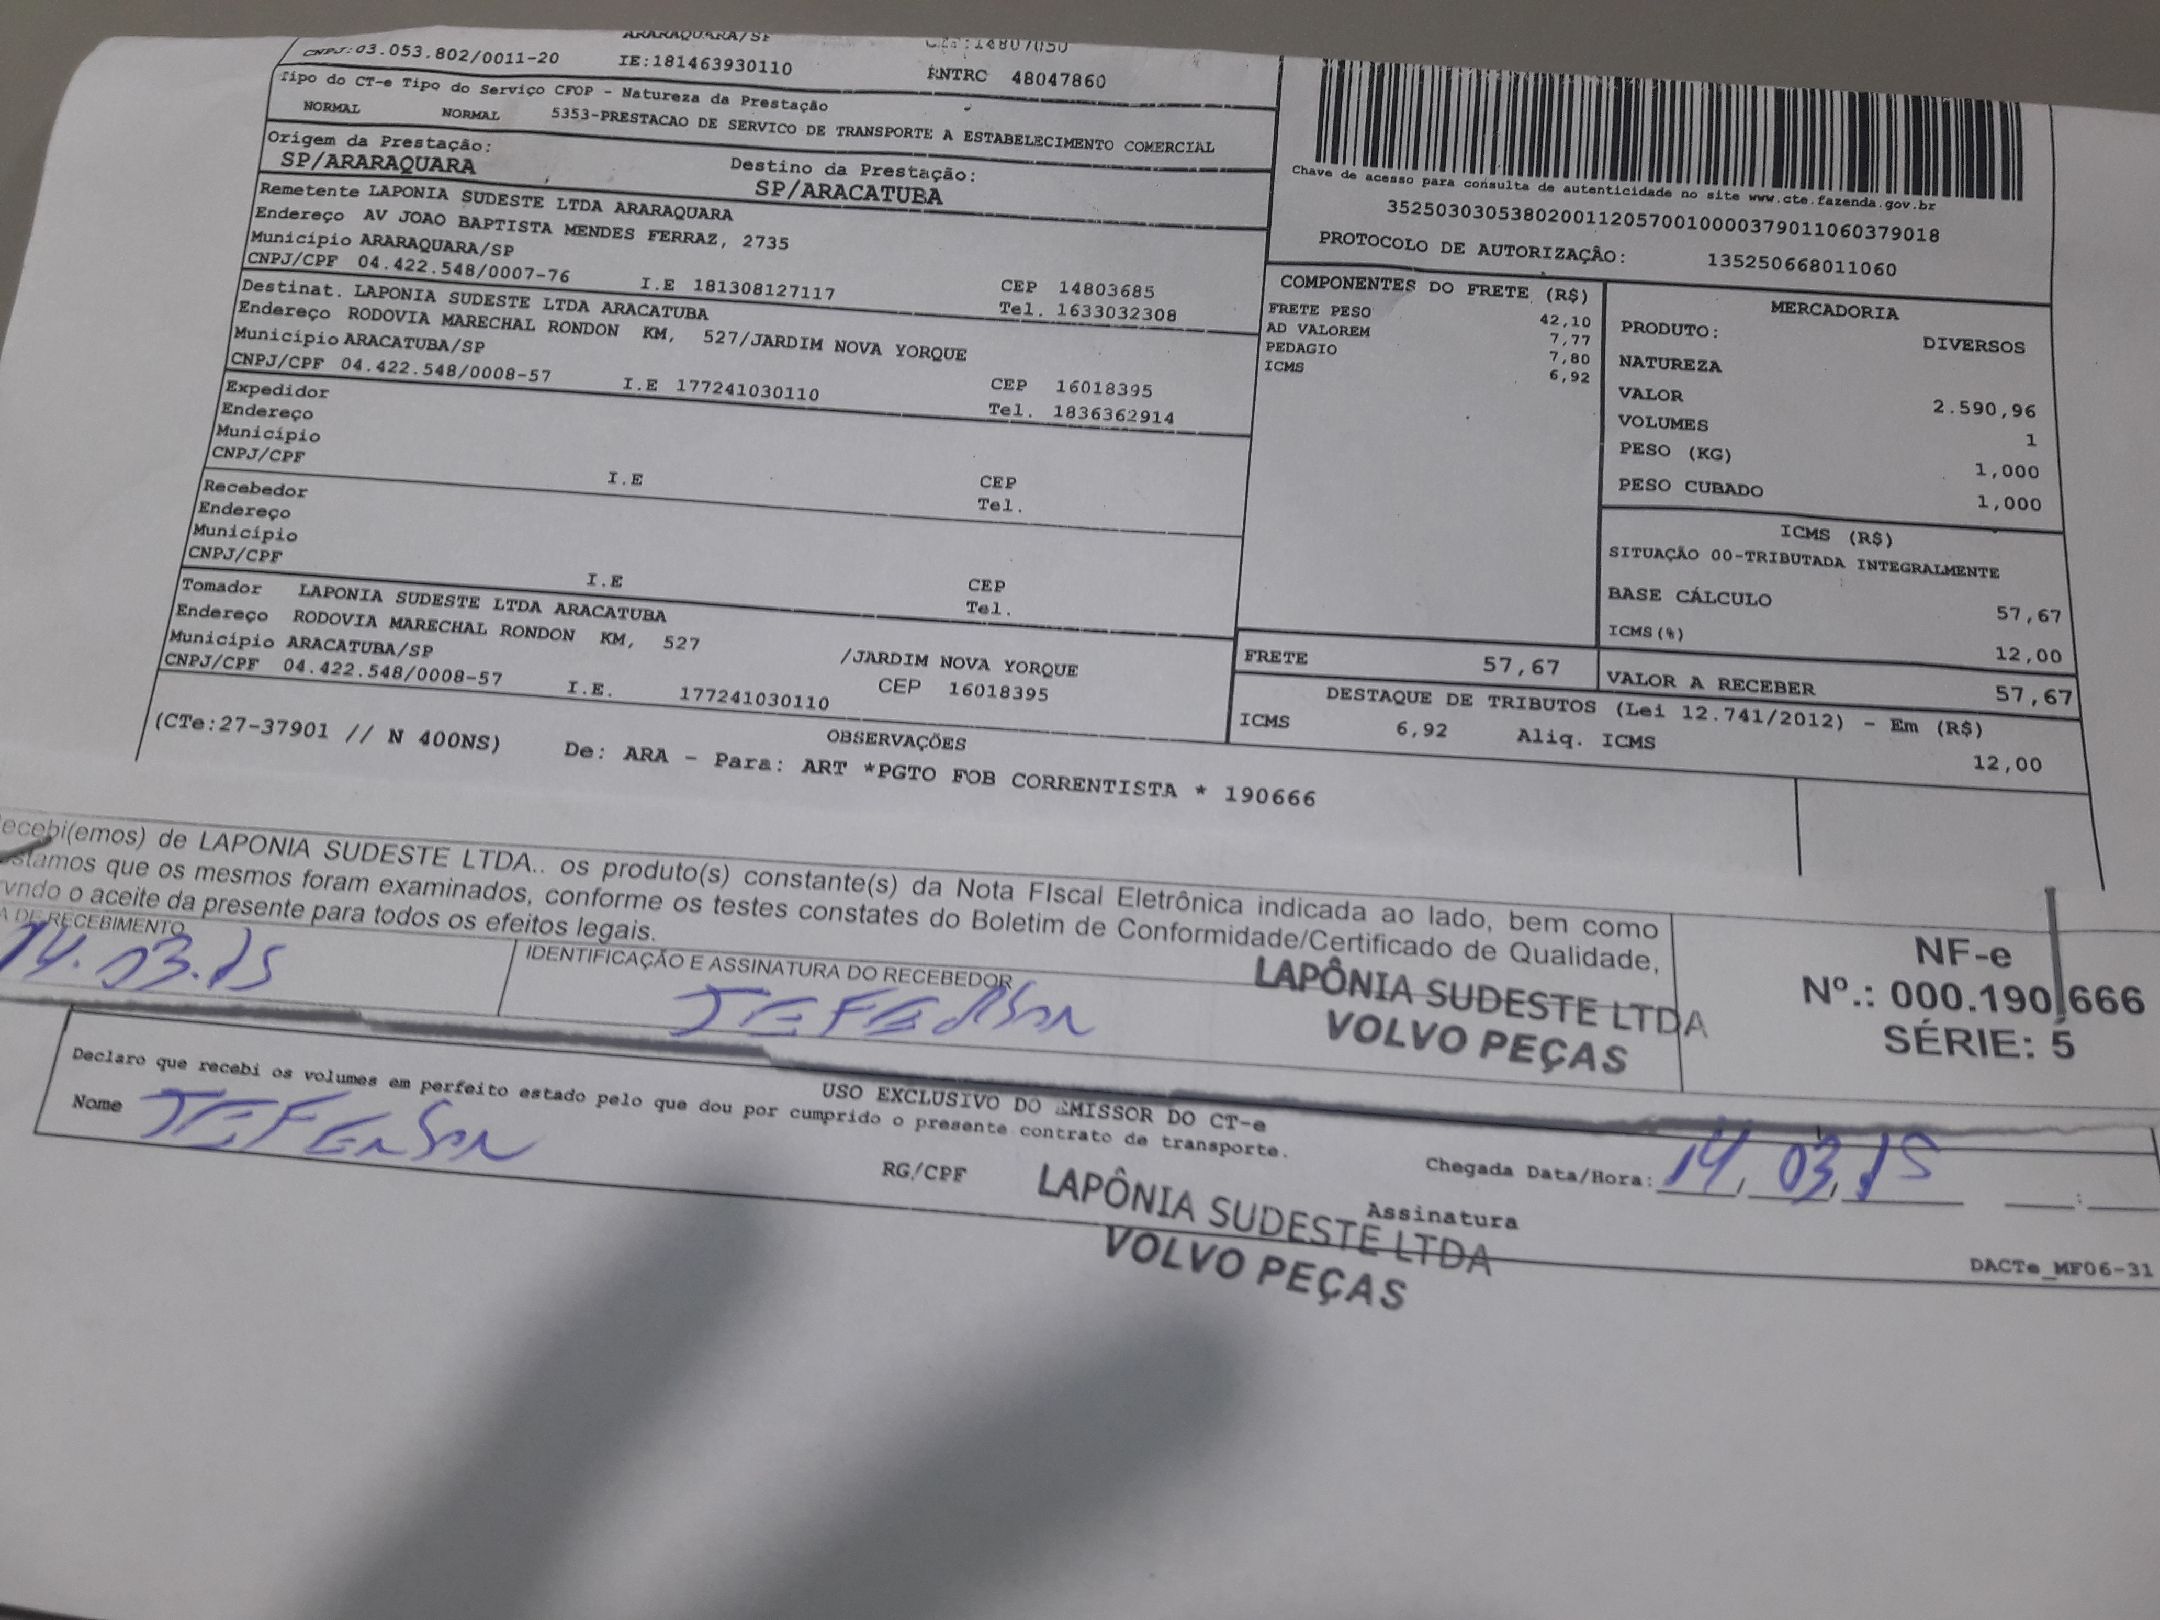 ARARAQUARA/SP
CNPJ:03.053.802/0011-20 IE:181463930110 RNTRC 48047860
Tipo do CT-e Tipo do Serviço CFOP - Natureza da Prestação
NORMAL NORMAL 5353-PRESTACAO DE SERVICO DE TRANSPORTE A ESTABELECIMENTO COMERCIAL
Origem da Prestação: Destino da Prestação:
SP/ARARAQUARA SP/ARACATUBA
Remetente LAPONIA SUDESTE LTDA ARARAQUARA
Endereço AV JOAO BAPTISTA MENDES FERRAZ, 2735
Município ARARAQUARA/SP CEP 14803685
CNPJ/CPF 04.422.548/0007-76 I.E 181308127117 Tel. 1633032308
Destinat. LAPONIA SUDESTE LTDA ARACATUBA
Endereço RODOVIA MARECHAL RONDON KM, 527/JARDIM NOVA YORQUE
Município ARACATUBA/SP CEP 16018395
CNPJ/CPF 04.422.548/0008-57 I.E 177241030110 Tel. 1836362914
Expedidor
Endereço
Município CEP
CNPJ/CPF I.E Tel.
Recebedor
Endereço
Município CEP
CNPJ/CPF I.E Tel.
Tomador LAPONIA SUDESTE LTDA ARACATUBA
Endereço RODOVIA MARECHAL RONDON KM, 527 /JARDIM NOVA YORQUE
Município ARACATUBA/SP CEP 16018395
CNPJ/CPF 04.422.548/0008-57 I.E. 177241030110
Chave de acesso para consulta de autenticidade no site www.cte.fazenda.gov.br
35250303053802001120570010000379011060379018
PROTOCOLO DE AUTORIZAÇÃO: 135250668011060
COMPONENTES DO FRETE (R$)
FRETE PESO 42,10
AD VALOREM 7,77
PEDAGIO 7,80
ICMS 6,92
MERCADORIA
PRODUTO: DIVERSOS
NATUREZA
VALOR 2.590,96
VOLUMES 1
PESO (KG) 1,000
PESO CUBADO 1,000
ICMS (R$)
SITUAÇÃO 00-TRIBUTADA INTEGRALMENTE
BASE CÁLCULO 57,67
ICMS(%) 12,00
FRETE 57,67 VALOR A RECEBER 57,67
DESTAQUE DE TRIBUTOS (Lei 12.741/2012) - Em (R$)
ICMS 6,92 Aliq. ICMS 12,00
OBSERVAÇÕES
(CTe:27-37901 // N 400NS) De: ARA - Para: ART *PGTO FOB CORRENTISTA * 190666
ecebi(emos) de LAPONIA SUDESTE LTDA.. os produto(s) constante(s) da Nota FIscal Eletrônica indicada ao lado, bem como
stamos que os mesmos foram examinados, conforme os testes constates do Boletim de Conformidade/Certificado de Qualidade,
rvndo o aceite da presente para todos os efeitos legais.
A DE RECEBIMENTO IDENTIFICAÇÃO E ASSINATURA DO RECEBEDOR
14.03.25 JEFERSON
LAPÔNIA SUDESTE LTDA
VOLVO PEÇAS
NF-e
Nº.: 000.190.666
SÉRIE: 5
USO EXCLUSIVO DO EMISSOR DO CT-e
Declaro que recebi os volumes em perfeito estado pelo que dou por cumprido o presente contrato de transporte.
Nome JEFERSON RG/CPF Assinatura Chegada Data/Hora: 14, 03, 25 :
LAPÔNIA SUDESTE LTDA
VOLVO PEÇAS
DACTe_MF06-31